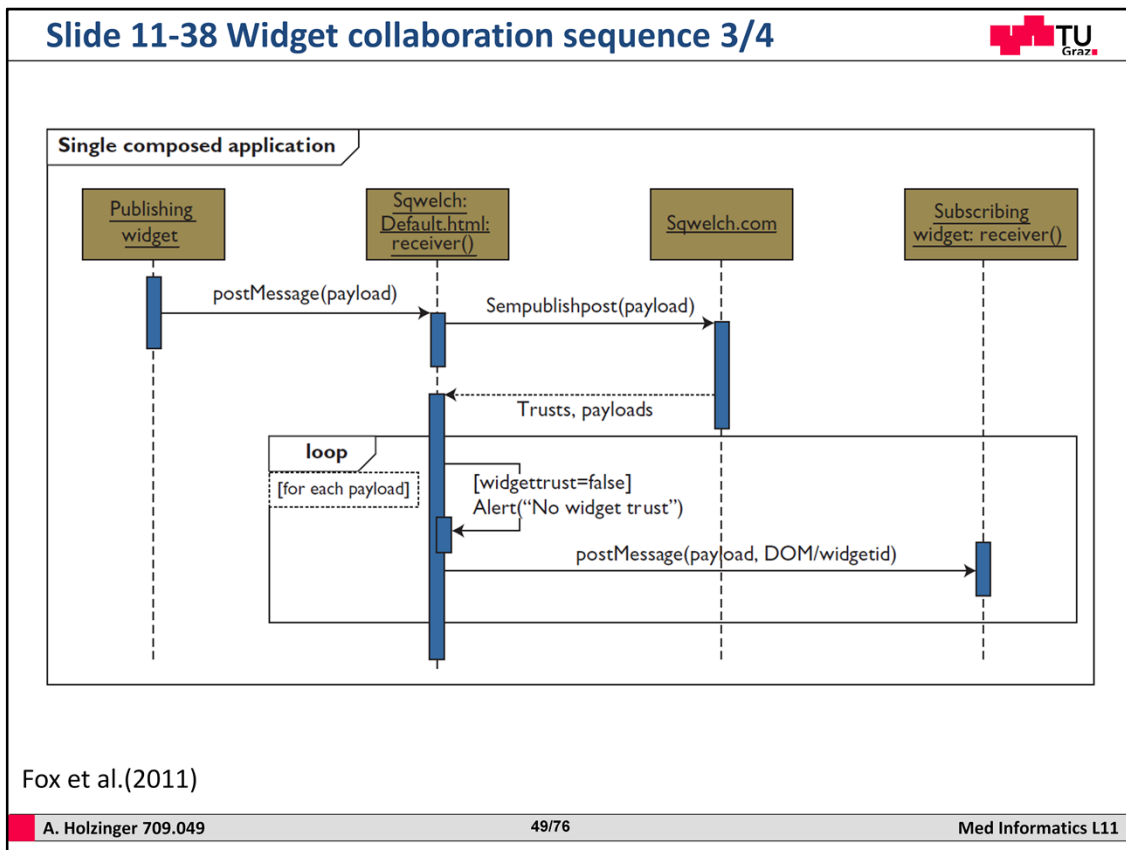 Slide 11-38 Widget collaboration sequence 3/4
TU
Graz
Single composed application
Publishing
widget
Sqwelch:
Default.html:
receiver()
Sqwelch.com
Subscribing
widget: receiver()
postMessage(payload)
Sempublishpost(payload)
Trusts, payloads
loop
[for each payload]
[widgettrust=false]
Alert(“No widget trust”)
postMessage(payload, DOM/widgetid)
Fox et al.(2011)
A. Holzinger 709.049
49/76
Med Informatics L11